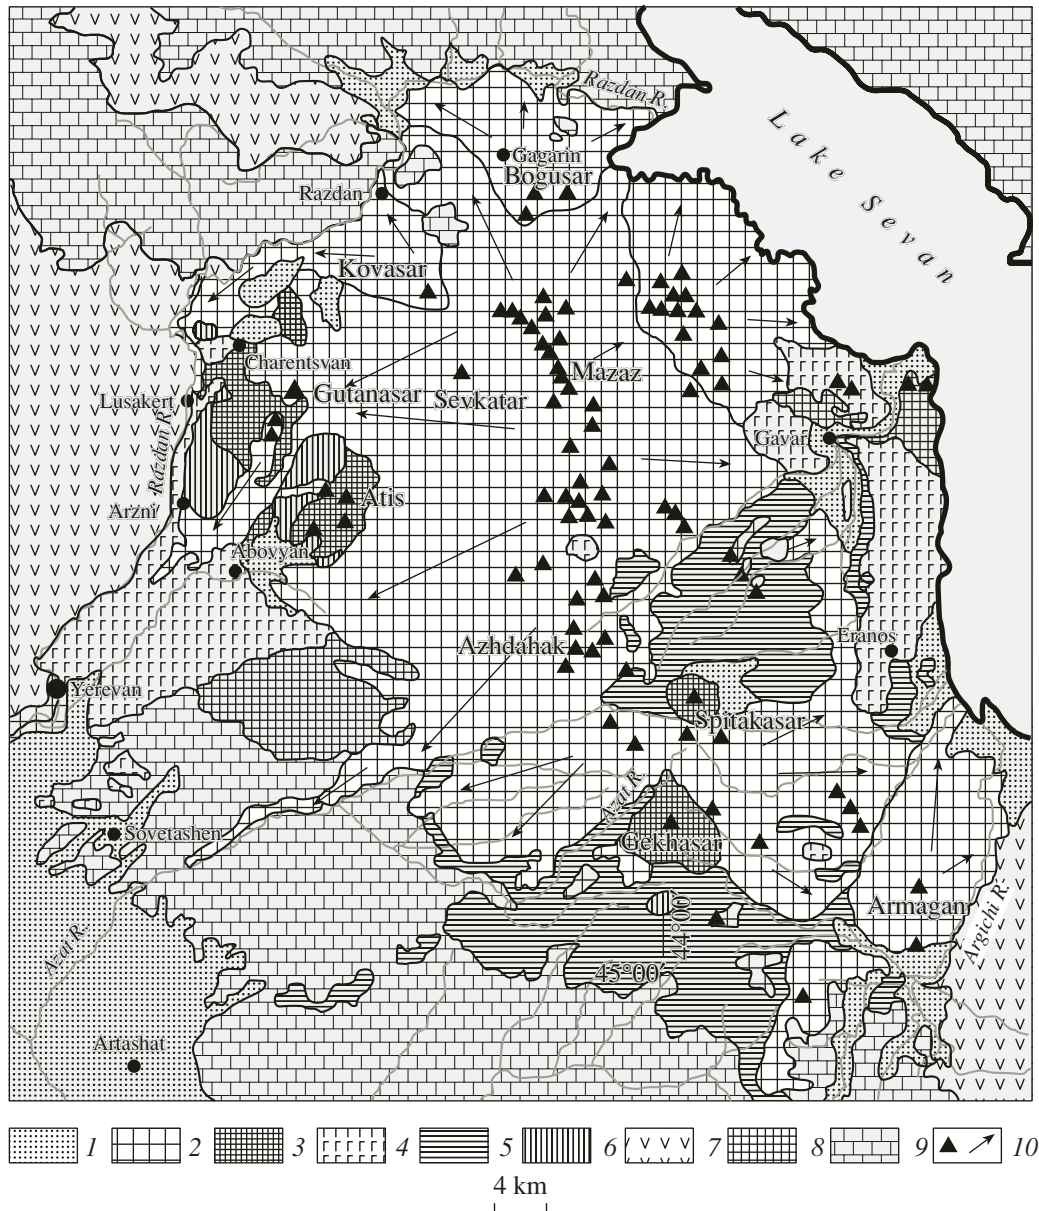 Razdan R.
Lake Sevan
Gagarin
Bogusar
Razdan
Kovasar
Charentsvan
Mazaz
Gutanasar
Sevkatar
Lusakert
Razdan R.
Gavar
Atis
Arzni
Abovyan
Eranos
Azhdahak
Yerevan
Spitakasar
Azat R.
Sovetashen
Geknasar
Armagan
44°00′
Argichi R.
Azat R.
45°00′
Artashat
1 2 3 4 5 6 7 8 9 10
4 km